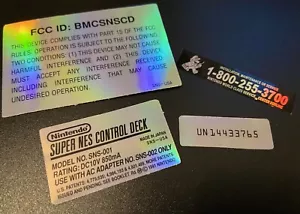 FCC ID: BMCSNSCD
THIS DEVICE COMPLIES WITH PART 15 OF THE FCC
RULES OPERATION IS SUBJECT TO THE FOLLOWING
TWO CONDITIONS: (1) THIS DEVICE MAY NOT CAUSE
HARMFUL INTERFERENCE, AND (2) THIS DEVICE
MUST ACCEPT ANY INTERFERENCE RECEIVED
INCLUDING INTERFERENCE THAT MAY CAUSE
UNDESIRED OPERATION.
1-800-255-3700
UN14433765
Nintendo
SUPER NES CONTROL DECK
MODEL NO. SNS-001
MADE IN JAPAN
RATING: DC10V 850mA
USE WITH AC ADAPTER NO. SNS-002 ONLY